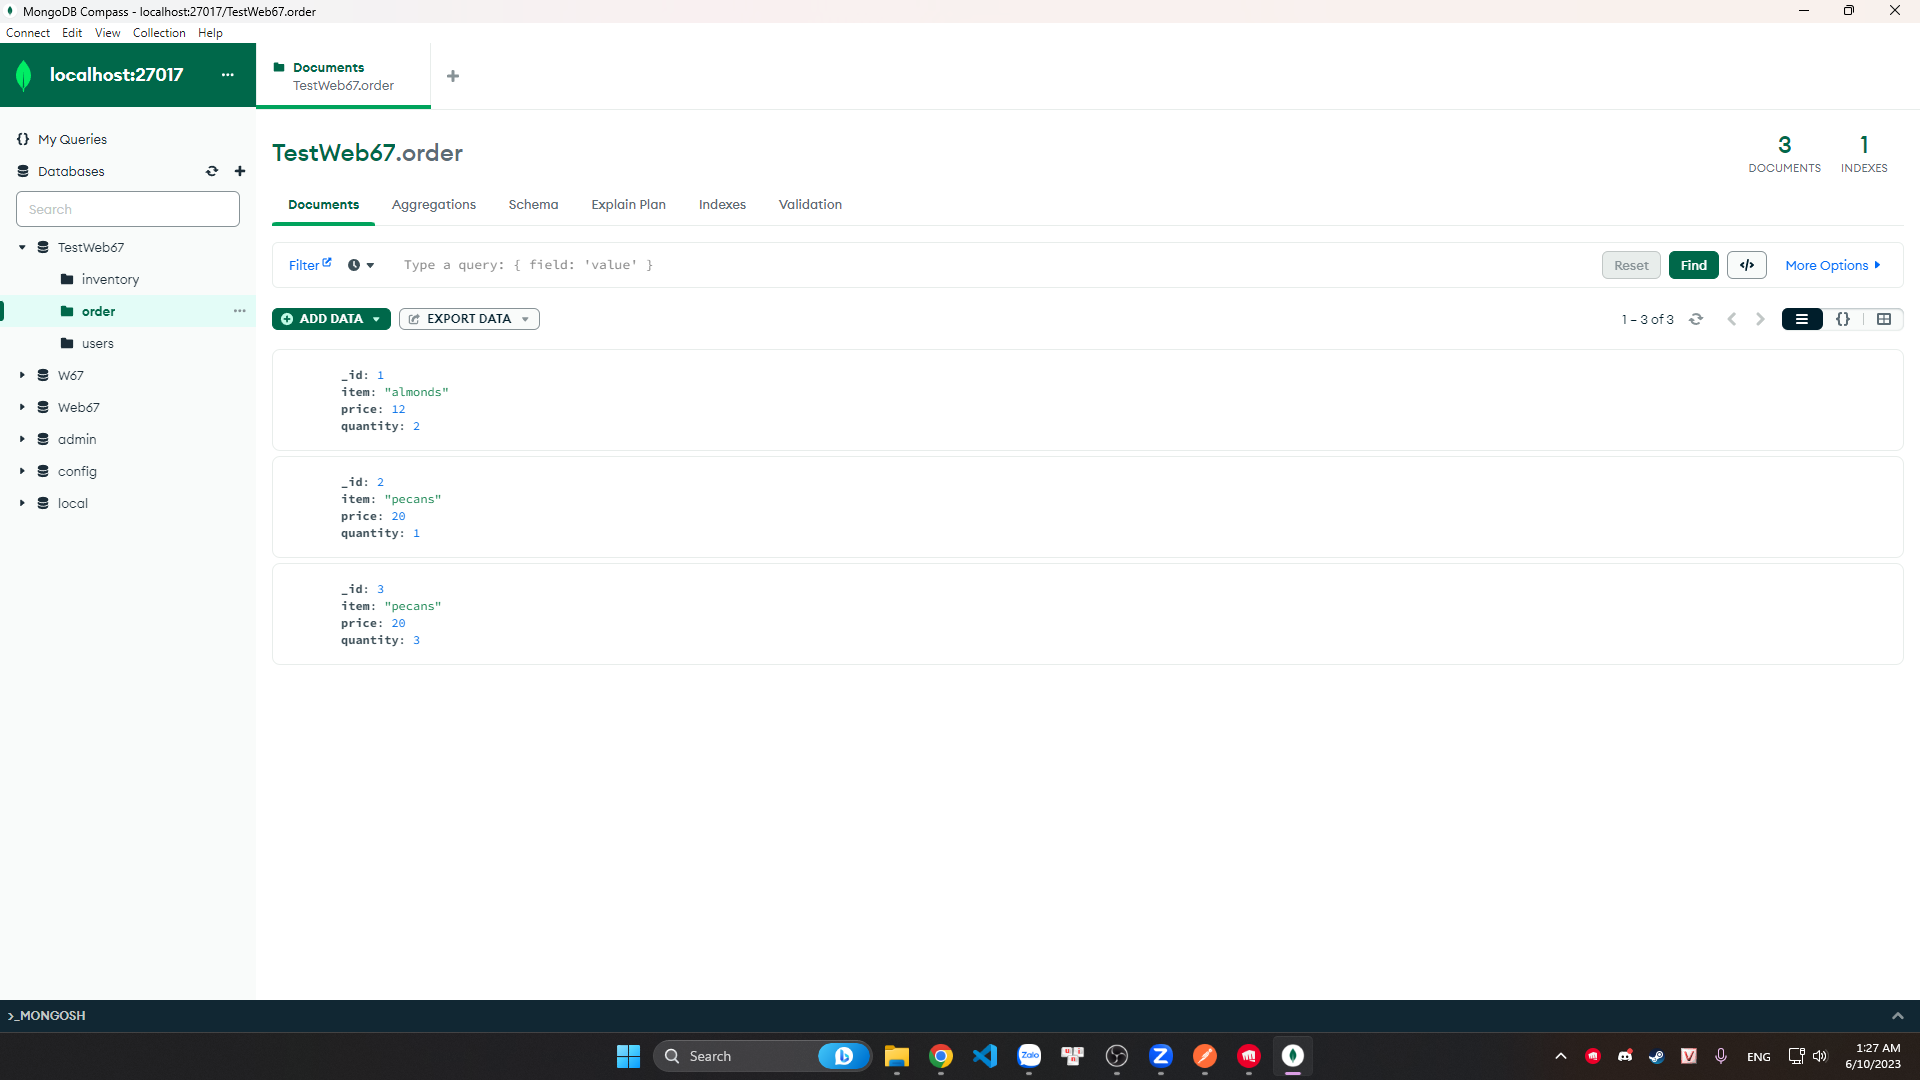 MongoDB Compass - localhost:27017/TestWeb67.order
Connect Edit View Collection Help
localhost:27017 ...
Documents
TestWeb67.order
My Queries
Databases
Search
TestWeb67
inventory
order
users
W67
Web67
admin
config
local
TestWeb67.order
3
DOCUMENTS
1
INDEXES
Documents Aggregations Schema Explain Plan Indexes Validation
Filter Type a query: { field: 'value' } Reset Find </> More Options
ADD DATA EXPORT DATA 1 – 3 of 3 {}
_id: 1
item: "almonds"
price: 12
quantity: 2
_id: 2
item: "pecans"
price: 20
quantity: 1
_id: 3
item: "pecans"
price: 20
quantity: 3
>_MONGOSH
Search
Zalo
ENG
1:27 AM
6/10/2023